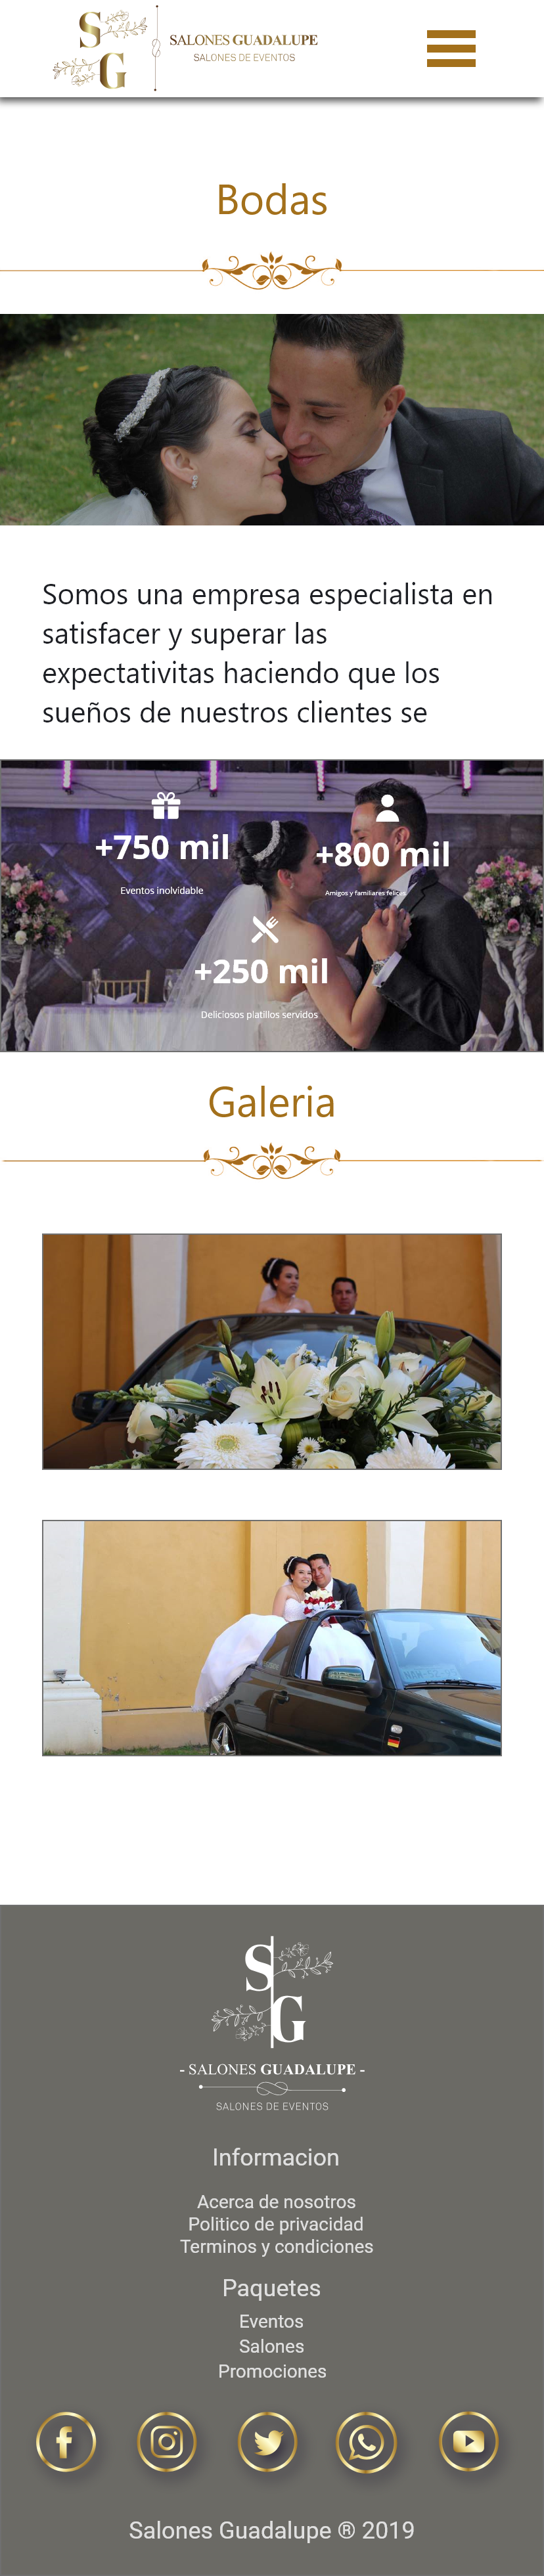 SG
SALONES GUADALUPE
SALONES DE EVENTOS
Bodas
Somos una empresa especialista en
satisfacer y superar las
expectativitas haciendo que los
sueños de nuestros clientes se
+750 mil
Eventos inolvidable
+800 mil
Amigos y familiares felices
+250 mil
Deliciosos platillos servidos
Galeria
SG
- SALONES GUADALUPE -
SALONES DE EVENTOS
Informacion
Acerca de nosotros
Politico de privacidad
Terminos y condiciones
Paquetes
Eventos
Salones
Promociones
Salones Guadalupe ® 2019